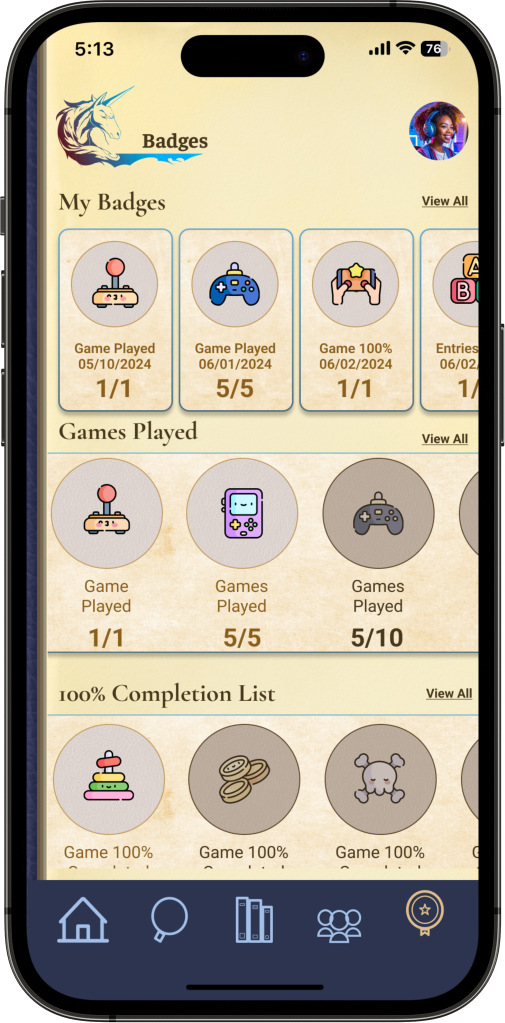 5:13
76
Badges
My Badges
View All
Game Played
05/10/2024
1/1
Game Played
06/01/2024
5/5
Game 100%
06/02/2024
1/1
A
B
Entries
06/02/
1/
Games Played
View All
Game
Played
1/1
Games
Played
5/5
Games
Played
5/10
100% Completion List
View All
Game 100%
Game 100%
Game 100%